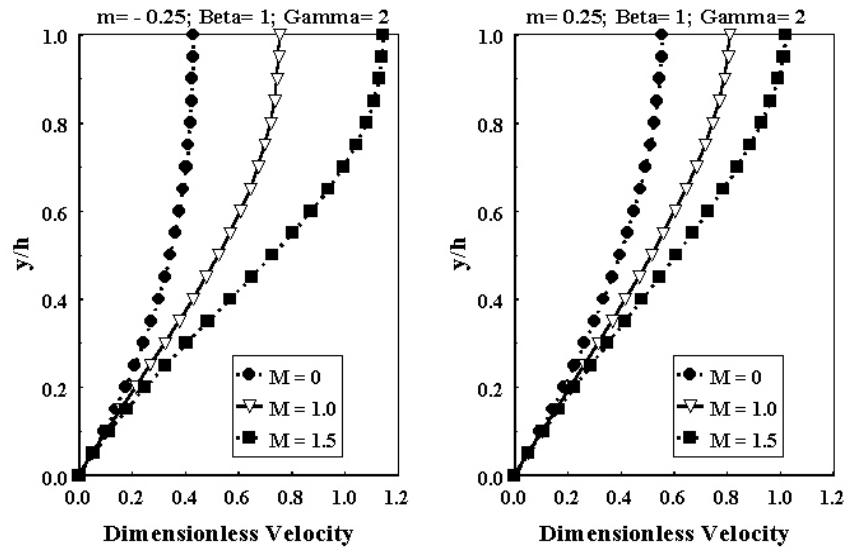 m= - 0.25; Beta= 1; Gamma= 2
1.0
0.8
0.6
0.4
0.2
0.0
y/h
M = 0
M = 1.0
M = 1.5
0.0 0.2 0.4 0.6 0.8 1.0 1.2
Dimensionless Velocity
m= 0.25; Beta= 1; Gamma= 2
1.0
0.8
0.6
0.4
0.2
0.0
y/h
M = 0
M = 1.0
M = 1.5
0.0 0.2 0.4 0.6 0.8 1.0 1.2
Dimensionless Velocity